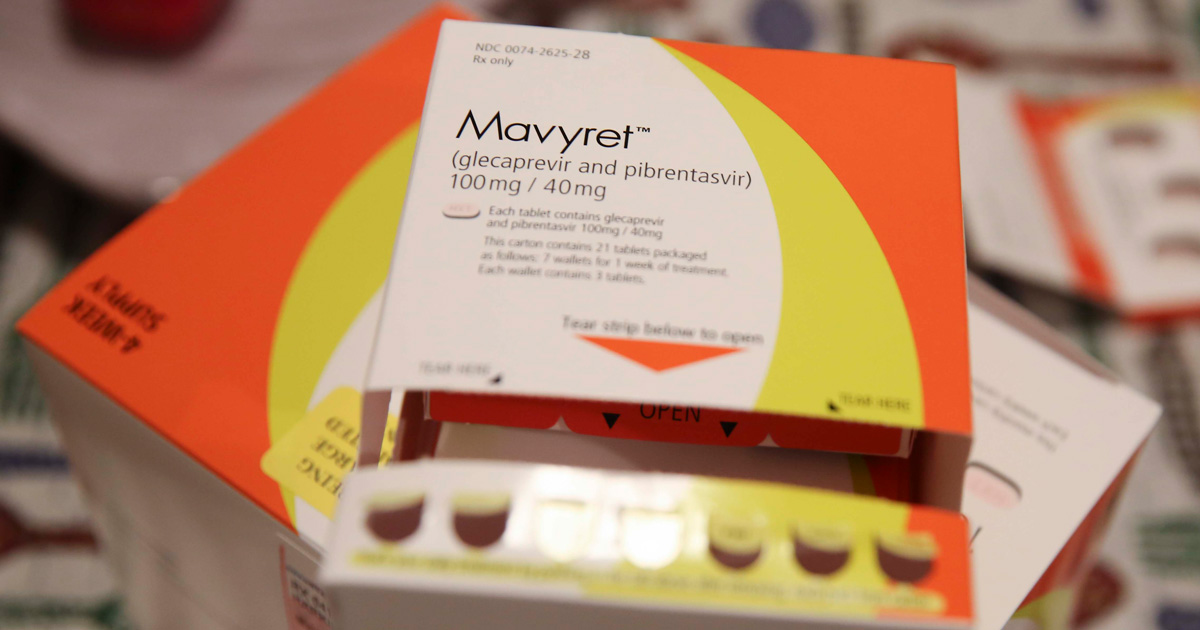 NDC 0074-2625-28
Rx only
Mavyret™
(glecaprevir and pibrentasvir)
100mg / 40mg
Each tablet contains glecaprevir
and pibrentasvir 100mg / 40mg
This carton contains 21 tablets packaged
as follows: 7 wallets for 1 week of treatment.
Each wallet contains 3 tablets.
Tear strip below to open
TEAR HERE
TEAR HERE
OPEN
4-WEEK
SUPPLY